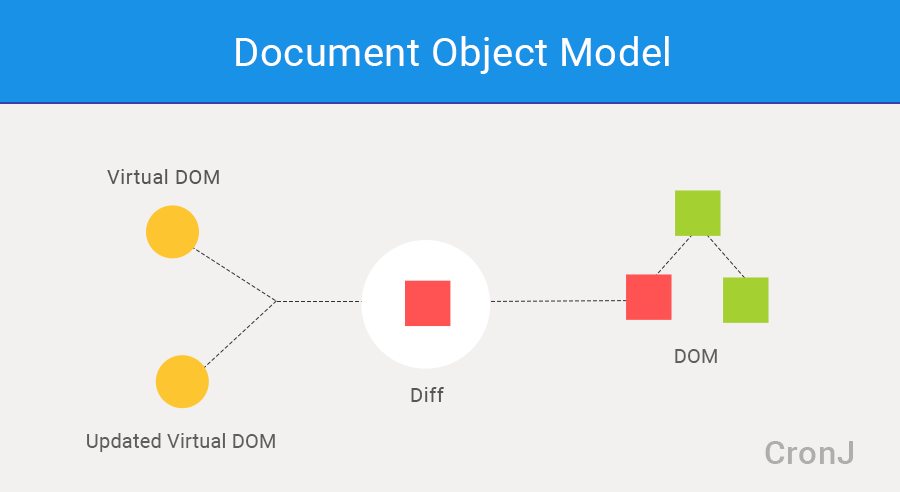 Document Object Model
Virtual DOM
Updated Virtual DOM
Diff
DOM
CronJ